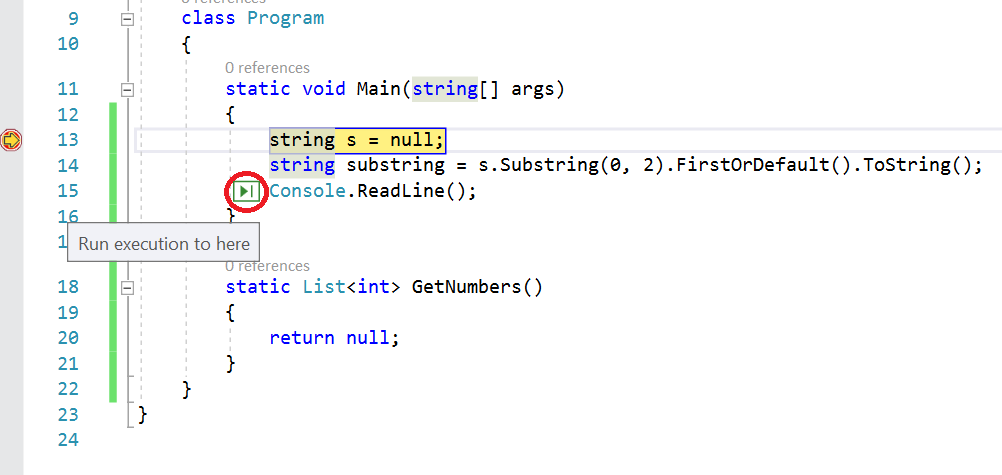 0 references
9 class Program
10 {
0 references
11 static void Main(string[] args)
12 {
13 string s = null;
14 string substring = s.Substring(0, 2).FirstOrDefault().ToString();
15 Console.ReadLine();
16 }
Run execution to here
0 references
18 static List<int> GetNumbers()
19 {
20 return null;
21 }
22 }
23 }
24